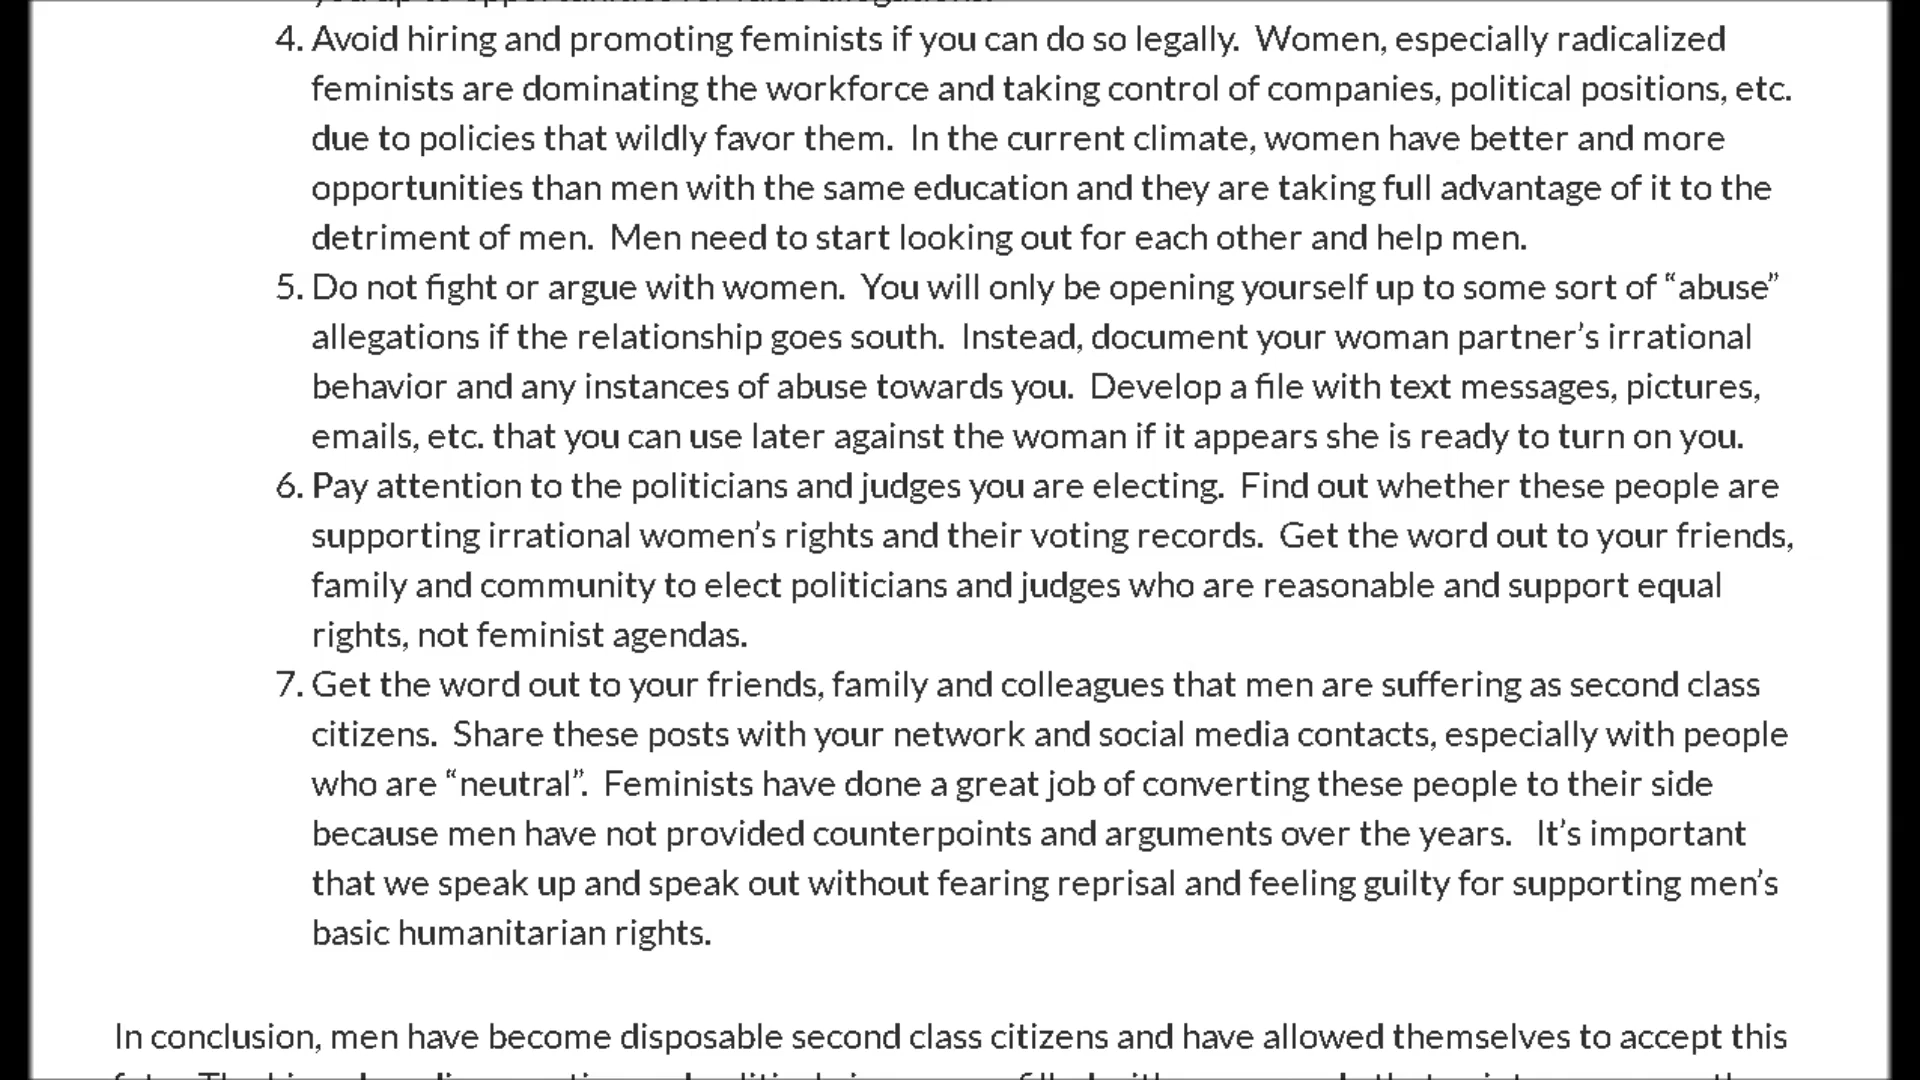 4. Avoid hiring and promoting feminists if you can do so legally.  Women, especially radicalized
feminists are dominating the workforce and taking control of companies, political positions, etc.
due to policies that wildly favor them.  In the current climate, women have better and more
opportunities than men with the same education and they are taking full advantage of it to the
detriment of men.  Men need to start looking out for each other and help men.
5. Do not fight or argue with women.  You will only be opening yourself up to some sort of “abuse”
allegations if the relationship goes south.  Instead, document your woman partner’s irrational
behavior and any instances of abuse towards you.  Develop a file with text messages, pictures,
emails, etc. that you can use later against the woman if it appears she is ready to turn on you.
6. Pay attention to the politicians and judges you are electing.  Find out whether these people are
supporting irrational women’s rights and their voting records.  Get the word out to your friends,
family and community to elect politicians and judges who are reasonable and support equal
rights, not feminist agendas.
7. Get the word out to your friends, family and colleagues that men are suffering as second class
citizens.  Share these posts with your network and social media contacts, especially with people
who are “neutral”.  Feminists have done a great job of converting these people to their side
because men have not provided counterpoints and arguments over the years.   It’s important
that we speak up and speak out without fearing reprisal and feeling guilty for supporting men’s
basic humanitarian rights.
In conclusion, men have become disposable second class citizens and have allowed themselves to accept this